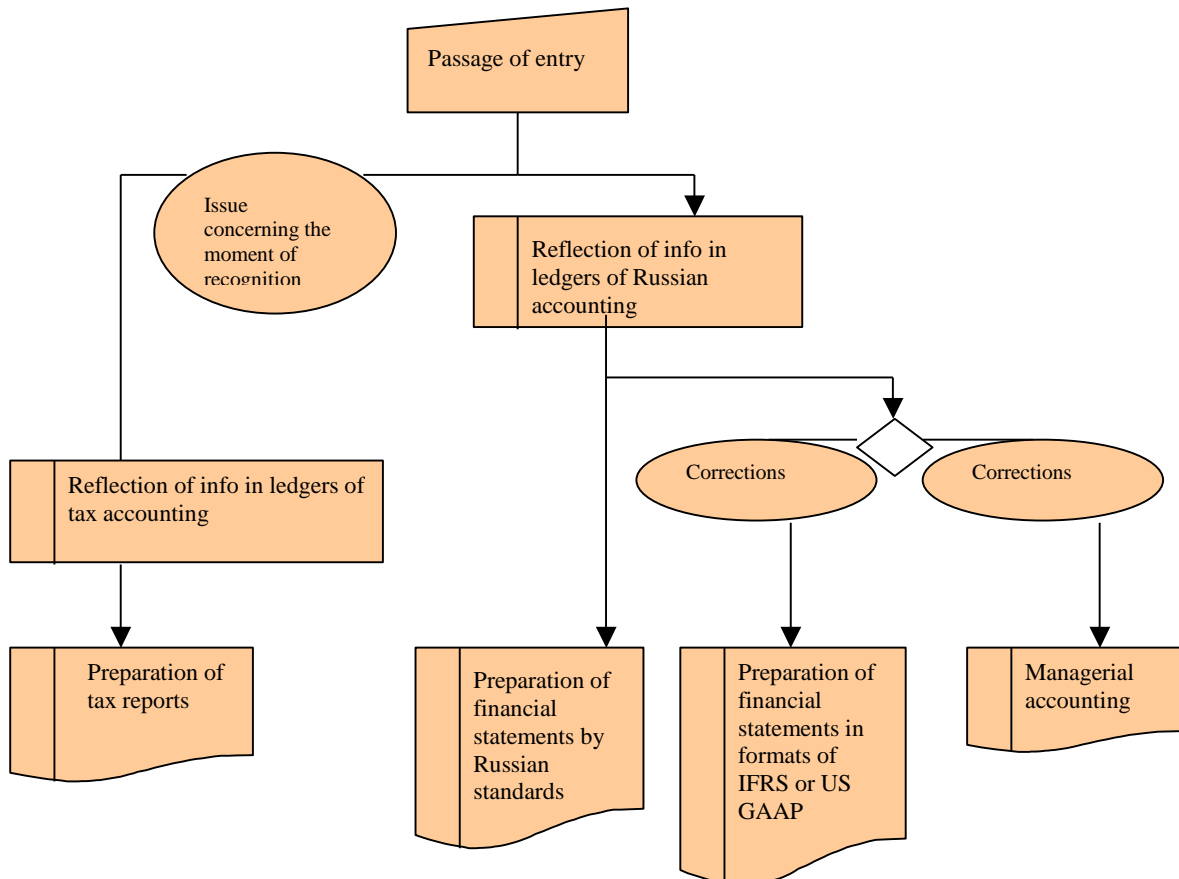 Passage of entry
Issue
concerning the
moment of
recognition
Reflection of info in
ledgers of Russian
accounting
Reflection of info in ledgers of
tax accounting
Corrections
Corrections
Preparation of
tax reports
Preparation of
financial
statements by
Russian
standards
Preparation of
financial
statements in
formats of
IFRS or US
GAAP
Managerial
accounting